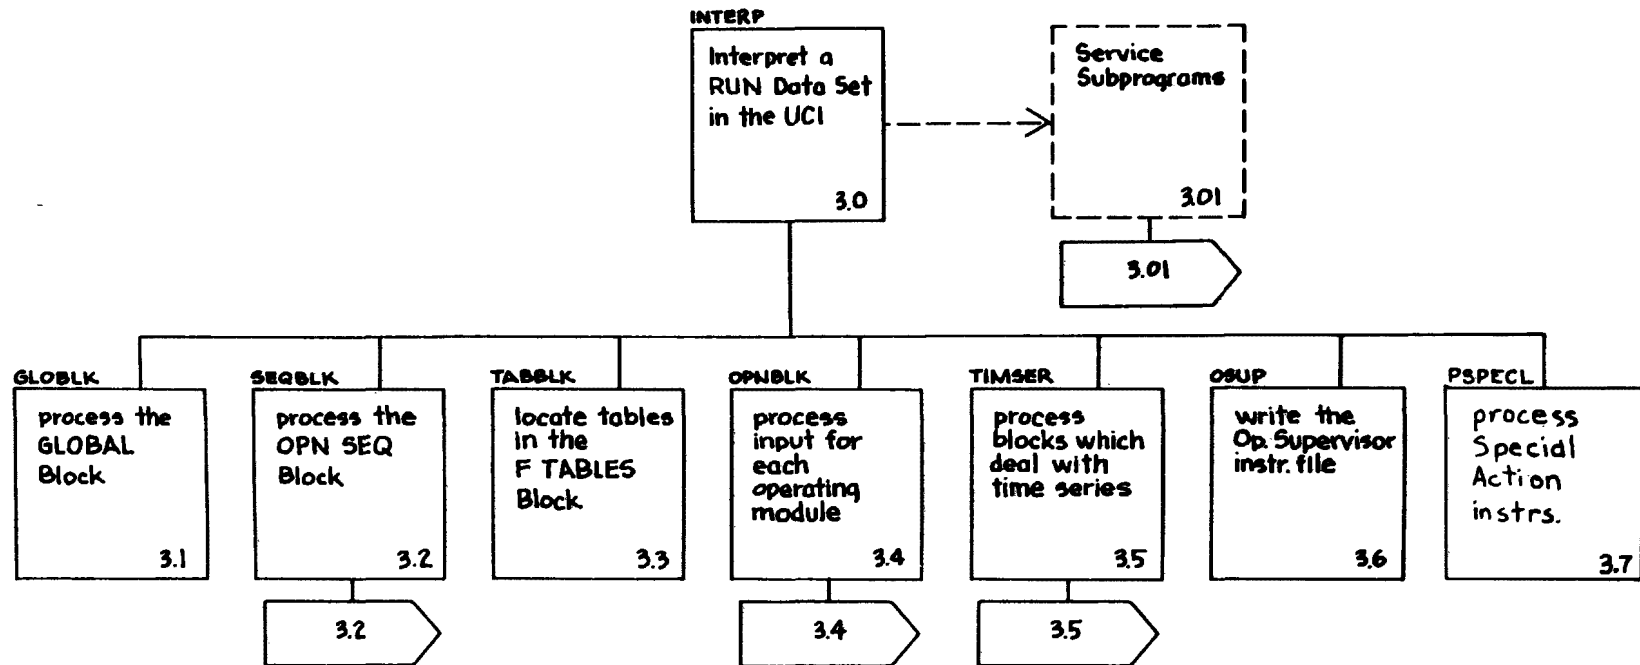 INTERP
Interpret a
RUN Data Set
in the UCI
3.0
Service
Subprograms
3.01
3.01
GLOBLK
process the
GLOBAL
Block
3.1
SEQBLK
process the
OPN SEQ
Block
3.2
3.2
TABBLK
locate tables
in the
F TABLES
Block
3.3
OPNBLK
process
input for
each
operating
module
3.4
3.4
TIMSER
process
blocks which
deal with
time series
3.5
3.5
OSUP
write the
Op. Supervisor
instr. file
3.6
PSPECL
process
Special
Action
instrs.
3.7